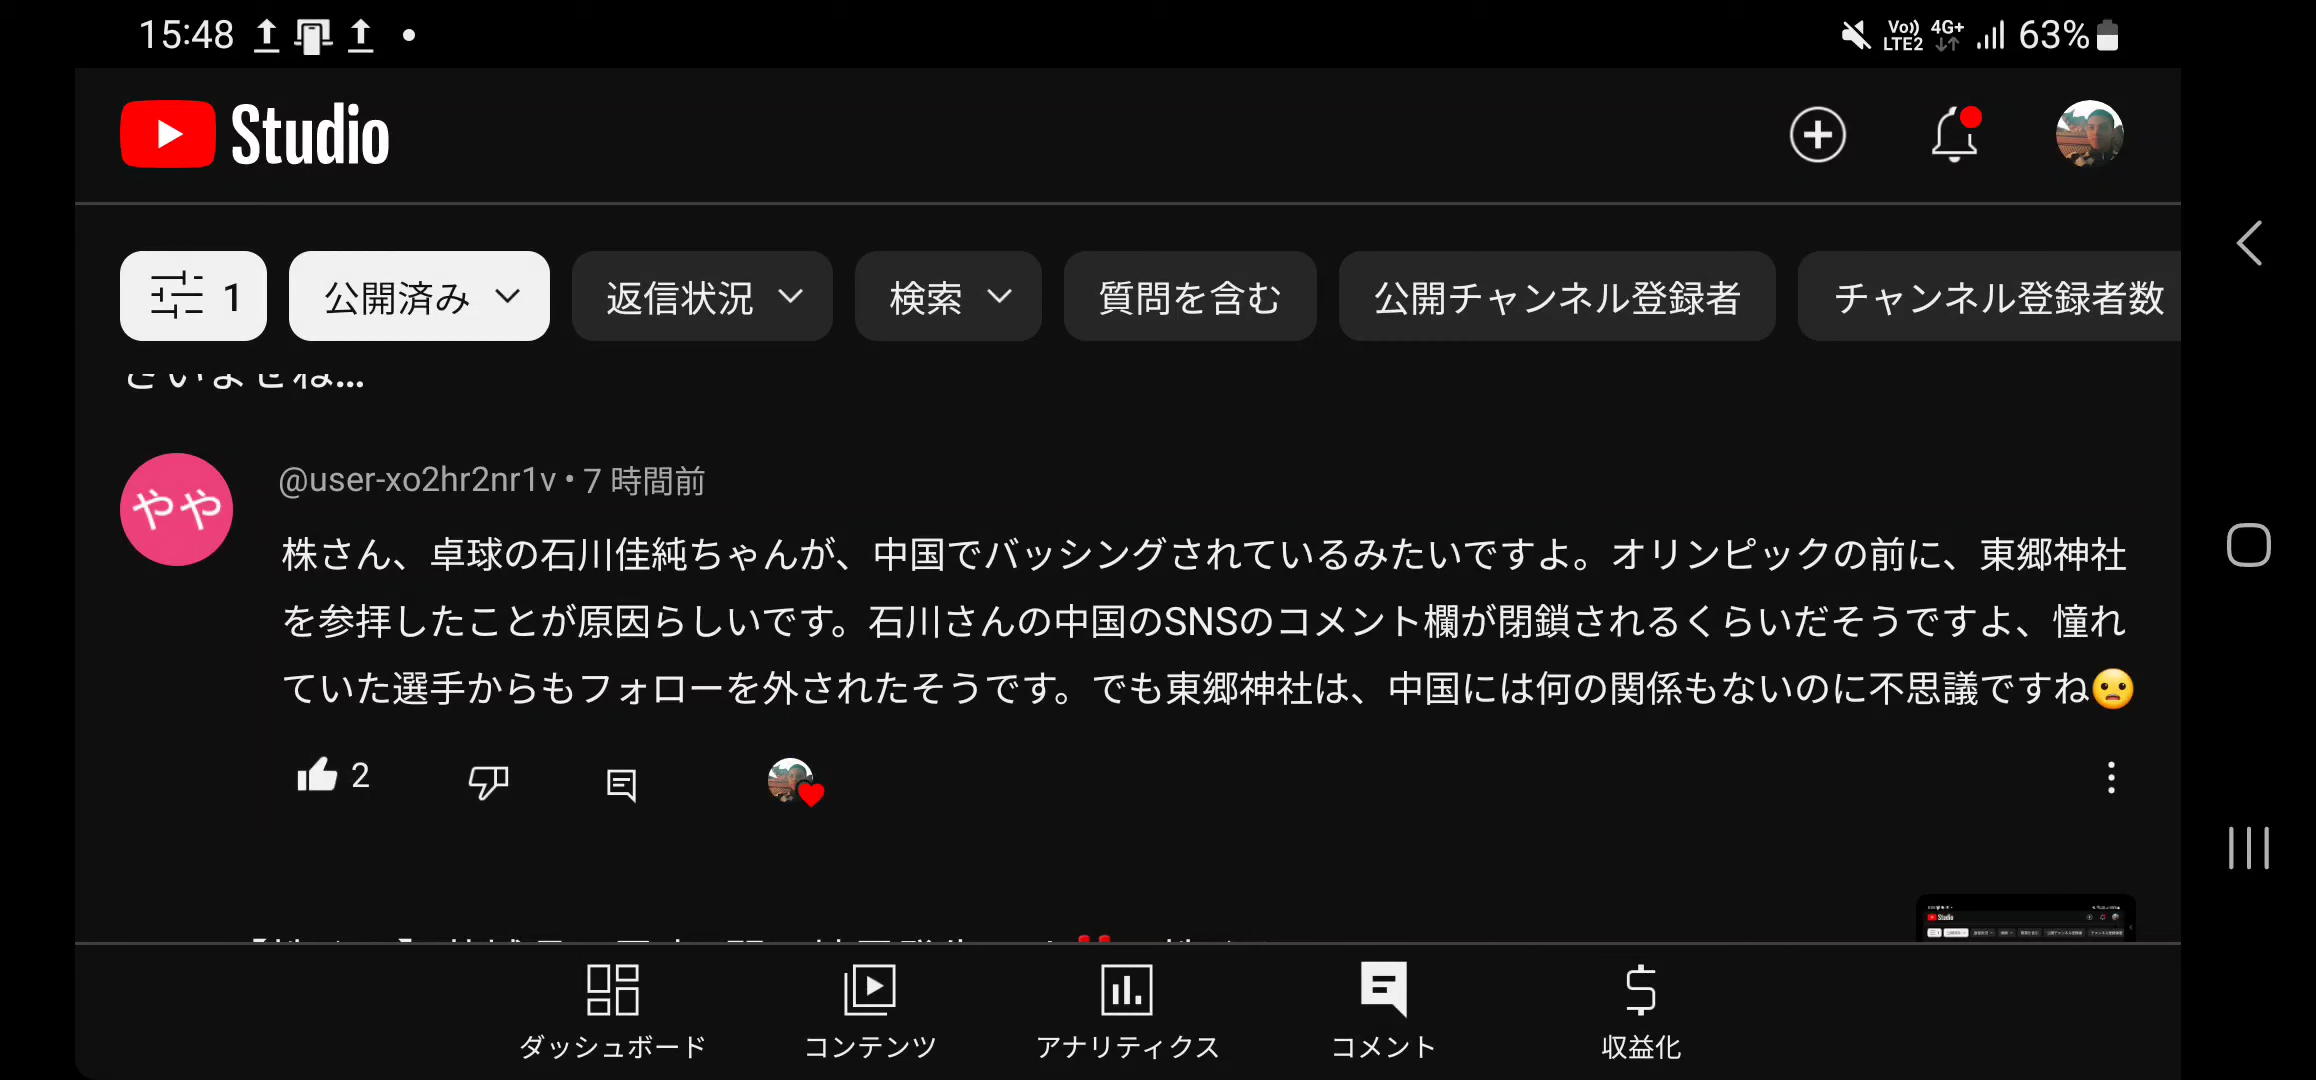 15:48
Vo)) LTE2 4G+ 63%
Studio
1 公開済み 返信状況 検索 質問を含む 公開チャンネル登録者 チャンネル登録者数
やや
@user-xo2hr2nr1v • 7 時間前
株さん、卓球の石川佳純ちゃんが、中国でバッシングされているみたいですよ。オリンピックの前に、東郷神社
を参拝したことが原因らしいです。石川さんの中国のSNSのコメント欄が閉鎖されるくらいだそうですよ、憧れ
ていた選手からもフォローを外されたそうです。でも東郷神社は、中国には何の関係もないのに不思議ですね😦
2
ダッシュボード コンテンツ アナリティクス コメント 収益化